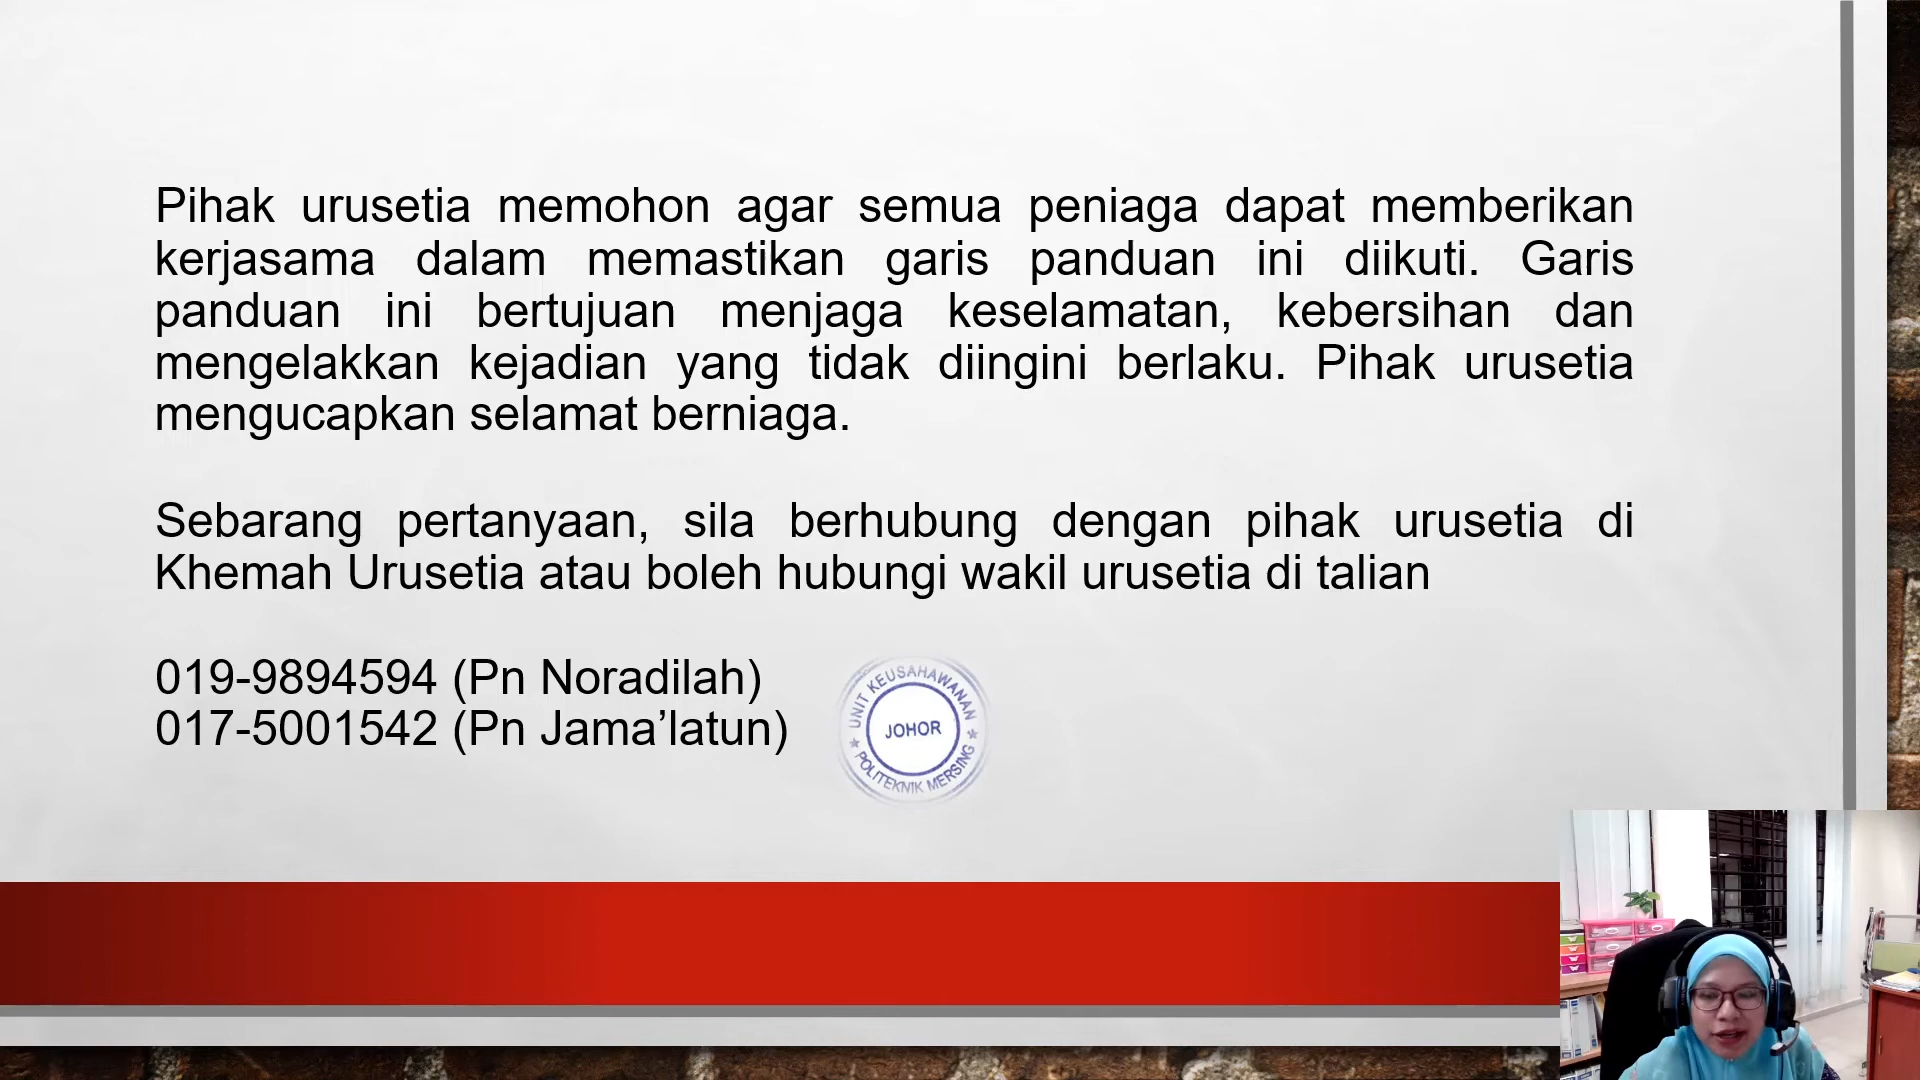 Pihak urusetia memohon agar semua peniaga dapat memberikan
kerjasama dalam memastikan garis panduan ini diikuti. Garis
panduan ini bertujuan menjaga keselamatan, kebersihan dan
mengelakkan kejadian yang tidak diingini berlaku. Pihak urusetia
mengucapkan selamat berniaga.
Sebarang pertanyaan, sila berhubung dengan pihak urusetia di
Khemah Urusetia atau boleh hubungi wakil urusetia di talian
019-9894594 (Pn Noradilah)
017-5001542 (Pn Jama’latun)
UNIT KEUSAHAWANAN
JOHOR
POLITEKNIK MERSING